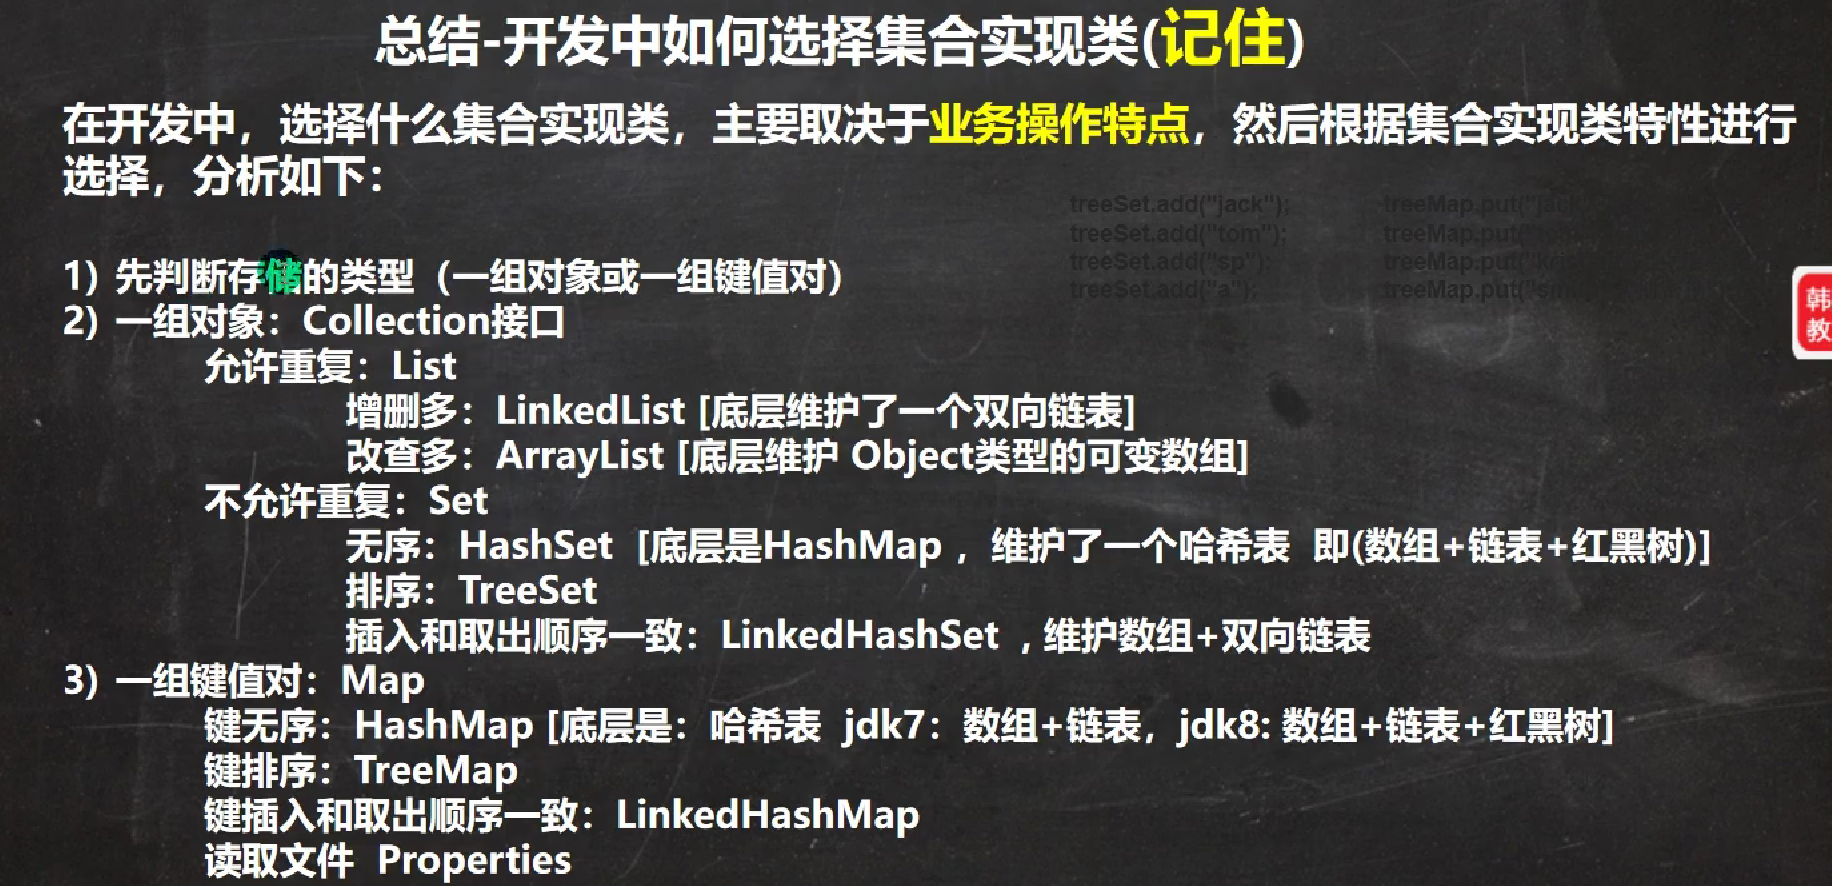 总结-开发中如何选择集合实现类(记住)
在开发中，选择什么集合实现类，主要取决于业务操作特点，然后根据集合实现类特性进行
选择，分析如下：
treeSet.add("jack"); treeMap.put("jack
treeSet.add("tom"); treeMap.put("
treeSet.add("sp"); treeMap.put("
treeSet.add("a"); treeMap.put("
1) 先判断存储的类型（一组对象或一组键值对）
2) 一组对象：Collection接口
允许重复：List
增删多：LinkedList [底层维护了一个双向链表]
改查多：ArrayList [底层维护 Object类型的可变数组]
不允许重复：Set
无序：HashSet [底层是HashMap ，维护了一个哈希表 即(数组+链表+红黑树)]
排序：TreeSet
插入和取出顺序一致：LinkedHashSet ，维护数组+双向链表
3) 一组键值对：Map
键无序：HashMap [底层是：哈希表 jdk7：数组+链表，jdk8: 数组+链表+红黑树]
键排序：TreeMap
键插入和取出顺序一致：LinkedHashMap
读取文件 Properties
韩
教